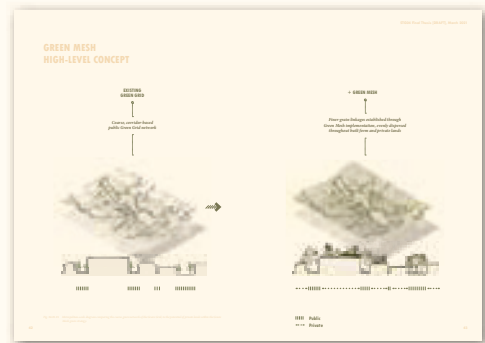 GREEN MESH
HIGH-LEVEL CONCEPT
EXISTING
GREEN GRID
Coarse, corridor-based
public Green Grid network
+ GREEN MESH
Finer-grain linkages established through
Green Mesh implementation, evenly dispersed
throughout built form and private lands
Public
Private